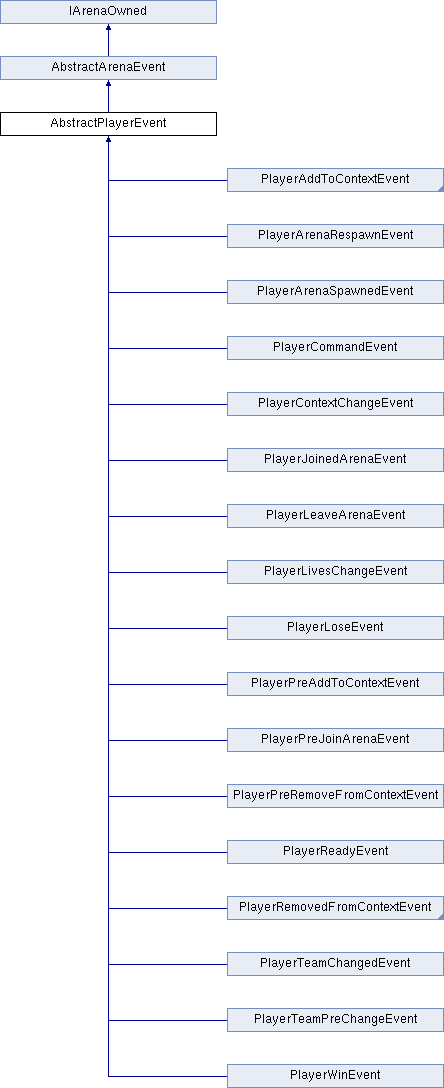 IArenaOwned
AbstractArenaEvent
AbstractPlayerEvent
PlayerAddToContextEvent
PlayerArenaRespawnEvent
PlayerArenaSpawnedEvent
PlayerCommandEvent
PlayerContextChangeEvent
PlayerJoinedArenaEvent
PlayerLeaveArenaEvent
PlayerLivesChangeEvent
PlayerLoseEvent
PlayerPreAddToContextEvent
PlayerPreJoinArenaEvent
PlayerPreRemoveFromContextEvent
PlayerReadyEvent
PlayerRemovedFromContextEvent
PlayerTeamChangedEvent
PlayerTeamPreChangeEvent
PlayerWinEvent